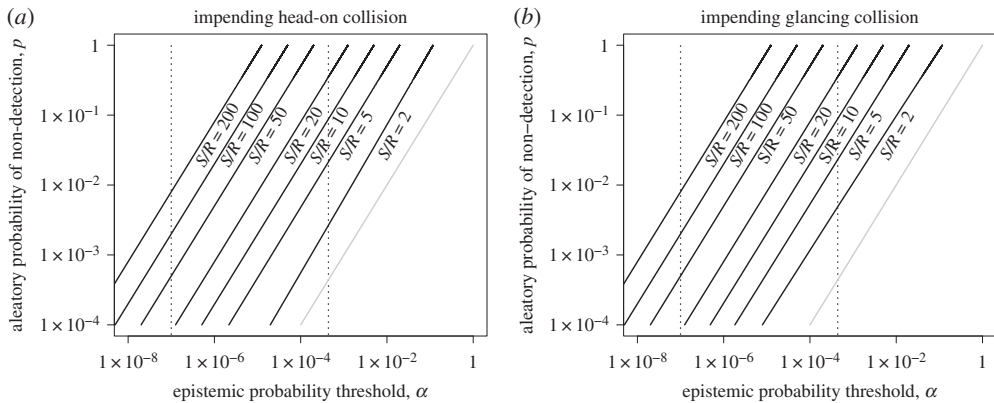 (a)
impending head-on collision
aleatory probability of non-detection, p
1
1 × 10⁻¹
1 × 10⁻²
1 × 10⁻³
1 × 10⁻⁴
S/R = 200
S/R = 100
S/R = 50
S/R = 20
S/R = 10
S/R = 5
S/R = 2
1 × 10⁻⁸
1 × 10⁻⁶
1 × 10⁻⁴
1 × 10⁻²
1
epistemic probability threshold, α
(b)
impending glancing collision
aleatory probability of non−detection, p
1
1 × 10⁻¹
1 × 10⁻²
1 × 10⁻³
1 × 10⁻⁴
S/R = 200
S/R = 100
S/R = 50
S/R = 20
S/R = 10
S/R = 5
S/R = 2
1 × 10⁻⁸
1 × 10⁻⁶
1 × 10⁻⁴
1 × 10⁻²
1
epistemic probability threshold, α